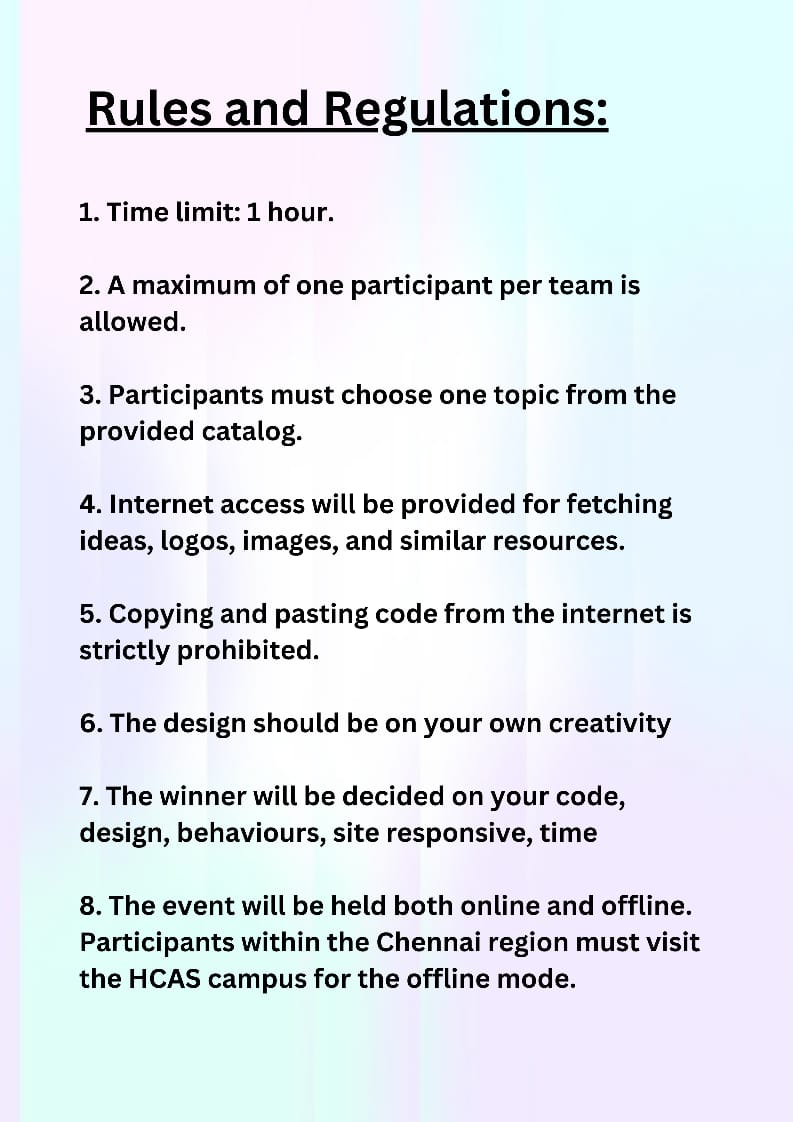 Rules and Regulations:
1. Time limit: 1 hour.
2. A maximum of one participant per team is
allowed.
3. Participants must choose one topic from the
provided catalog.
4. Internet access will be provided for fetching
ideas, logos, images, and similar resources.
5. Copying and pasting code from the internet is
strictly prohibited.
6. The design should be on your own creativity
7. The winner will be decided on your code,
design, behaviours, site responsive, time
8. The event will be held both online and offline.
Participants within the Chennai region must visit
the HCAS campus for the offline mode.